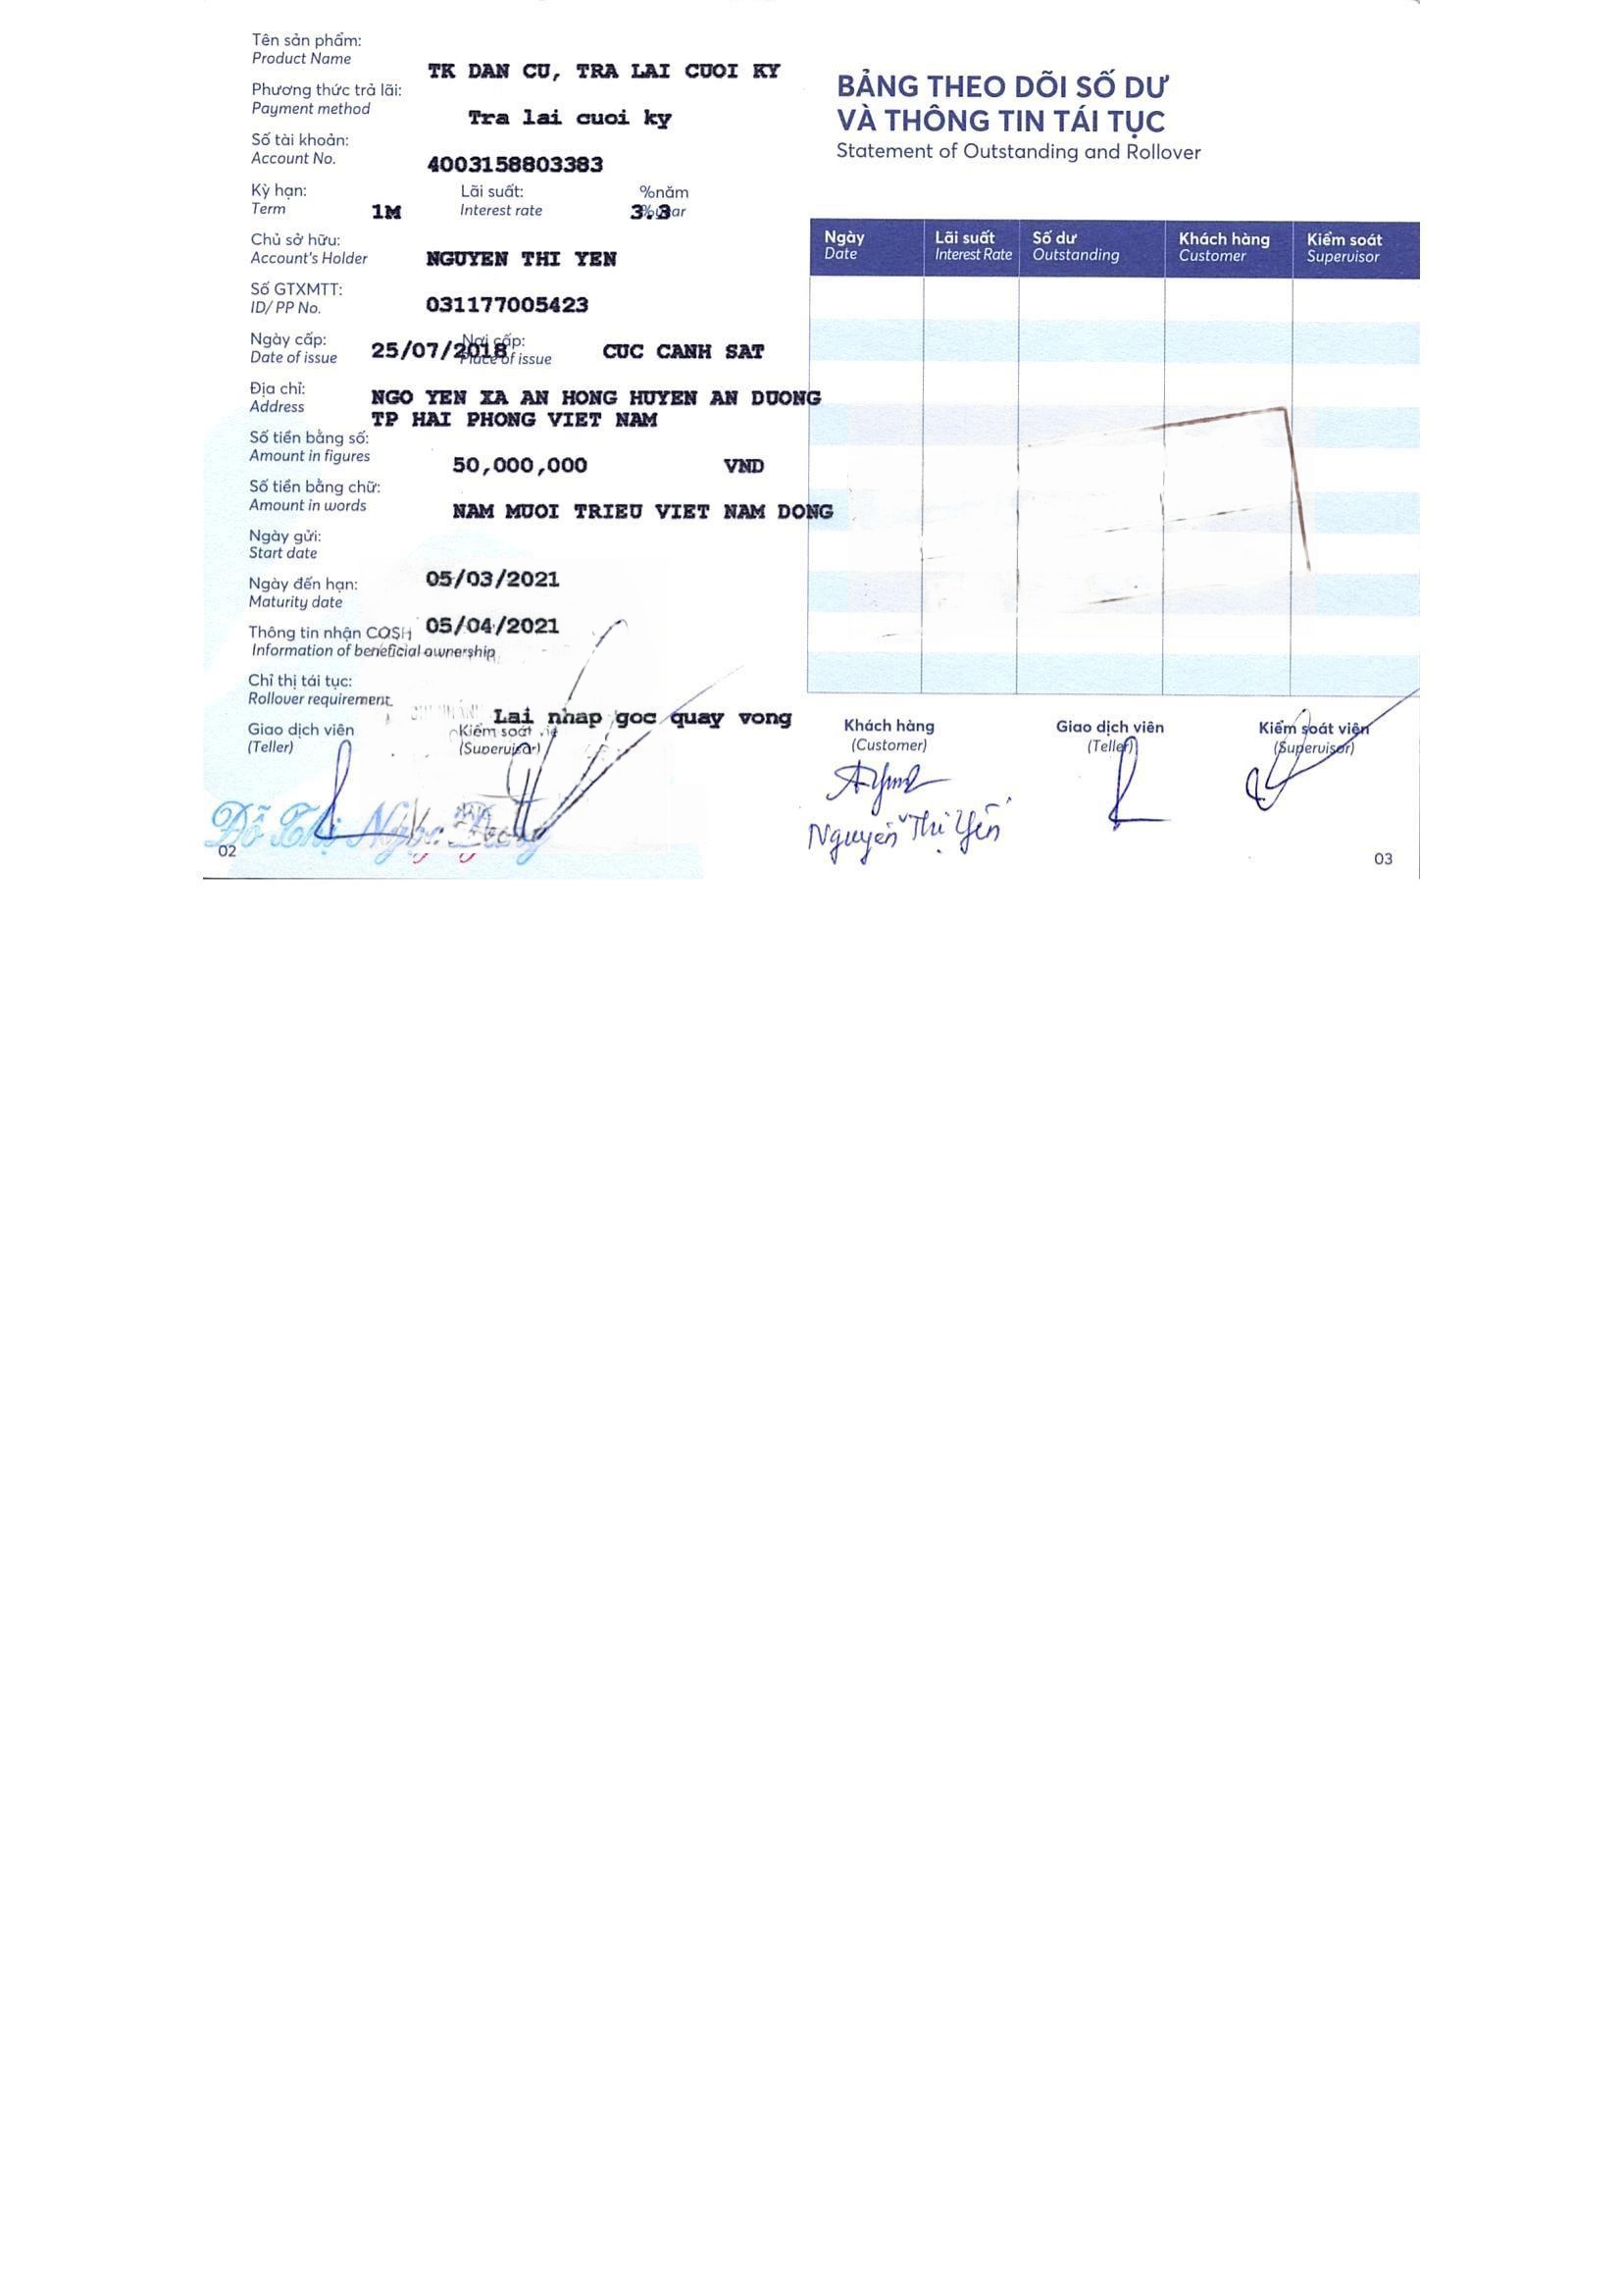 Tên sản phẩm:
Product Name
TK DAN CU, TRA LAI CUOI KY
Phương thức trả lãi:
Payment method
Tra lai cuoi ky
Số tài khoản:
Account No.
4003158803383
Kỳ hạn: Lãi suất: %năm
Term 1M Interest rate 3.3
Chủ sở hữu:
Account's Holder NGUYEN THI YEN
Số GTXMTT:
ID/ PP No. 031177005423
Ngày cấp: Nơi cấp:
Date of issue 25/07/2018 Place of issue CUC CANH SAT
Địa chỉ:
Address NGO YEN XA AN HONG HUYEN AN DUONG
TP HAI PHONG VIET NAM
Số tiền bằng số:
Amount in figures 50,000,000 VND
Số tiền bằng chữ:
Amount in words NAM MUOI TRIEU VIET NAM DONG
Ngày gửi:
Start date
05/03/2021
Ngày đến hạn:
Maturity date
05/04/2021
Thông tin nhận COSH
Information of beneficial ownership
Chỉ thị tái tục:
Rollover requirement
Lai nhap goc quay vong
Giao dịch viên Kiểm soát
(Teller) (Supervisor)
Đỗ Thị
02
BẢNG THEO DÕI SỐ DƯ
VÀ THÔNG TIN TÁI TỤC
Statement of Outstanding and Rollover
Ngày Lãi suất Số dư Khách hàng Kiểm soát
Date Interest Rate Outstanding Customer Supervisor
Khách hàng Giao dịch viên Kiểm soát viên
(Customer) (Teller) (Supervisor)
Nguyễn Thị Yến
03